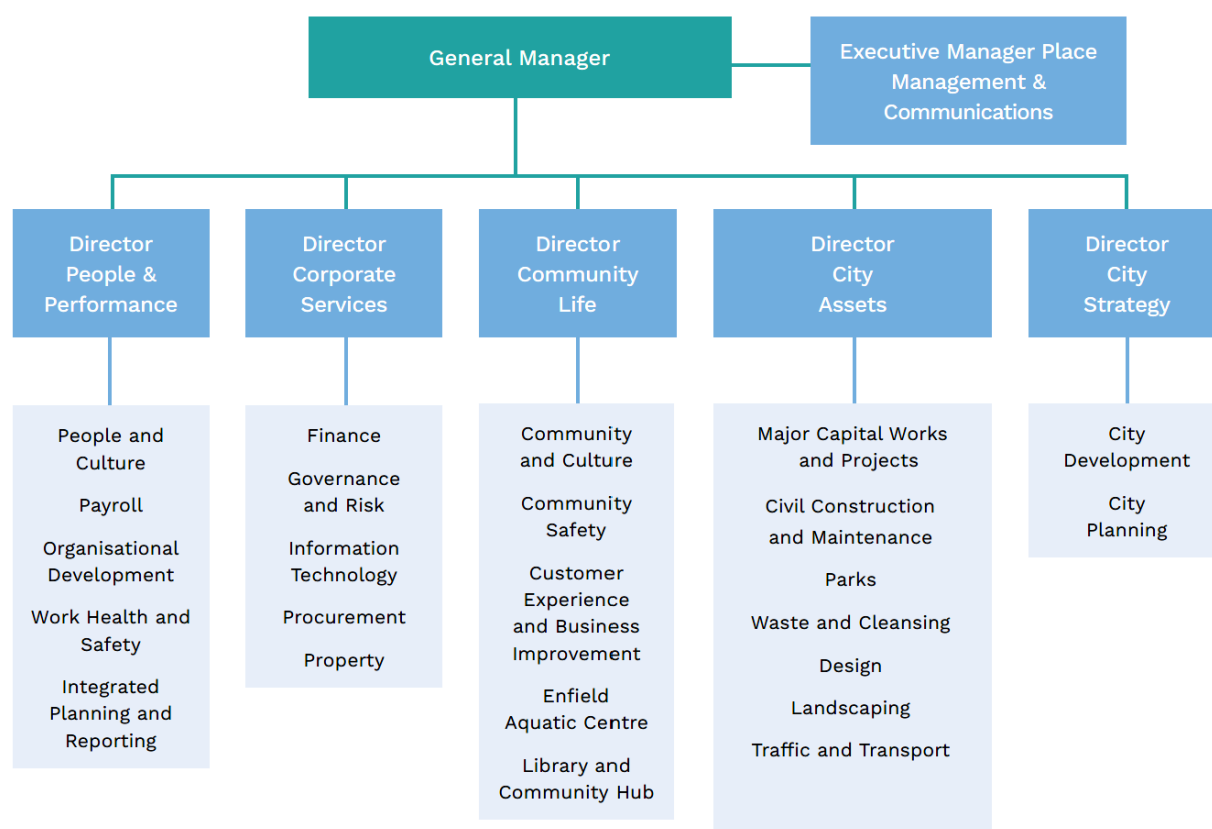 General Manager
Executive Manager Place
Management &
Communications
Director
People &
Performance
Director
Corporate
Services
Director
Community
Life
Director
City
Assets
Director
City
Strategy
People and
Culture
Payroll
Organisational
Development
Work Health and
Safety
Integrated
Planning and
Reporting
Finance
Governance
and Risk
Information
Technology
Procurement
Property
Community
and Culture
Community
Safety
Customer
Experience
and Business
Improvement
Enfield
Aquatic Centre
Library and
Community Hub
Major Capital Works
and Projects
Civil Construction
and Maintenance
Parks
Waste and Cleansing
Design
Landscaping
Traffic and Transport
City
Development
City
Planning